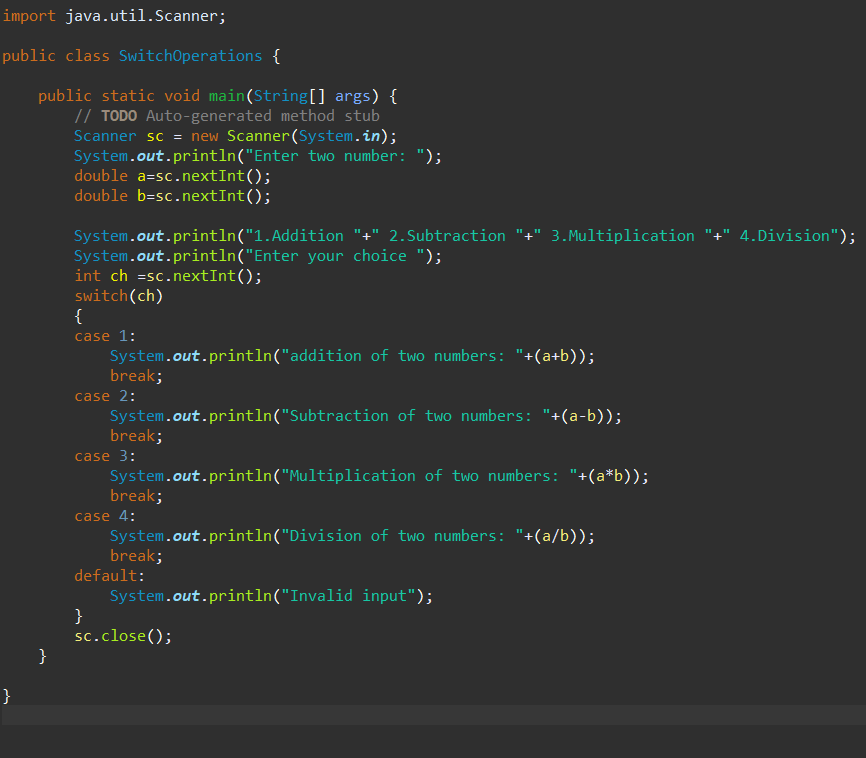 import java.util.Scanner;
public class SwitchOperations {
public static void main(String[] args) {
// TODO Auto-generated method stub
Scanner sc = new Scanner(System.in);
System.out.println("Enter two number: ");
double a=sc.nextInt();
double b=sc.nextInt();
System.out.println("1.Addition "+" 2.Subtraction "+" 3.Multiplication "+" 4.Division");
System.out.println("Enter your choice ");
int ch =sc.nextInt();
switch(ch)
{
case 1:
System.out.println("addition of two numbers: "+(a+b));
break;
case 2:
System.out.println("Subtraction of two numbers: "+(a-b));
break;
case 3:
System.out.println("Multiplication of two numbers: "+(a*b));
break;
case 4:
System.out.println("Division of two numbers: "+(a/b));
break;
default:
System.out.println("Invalid input");
}
sc.close();
}
}